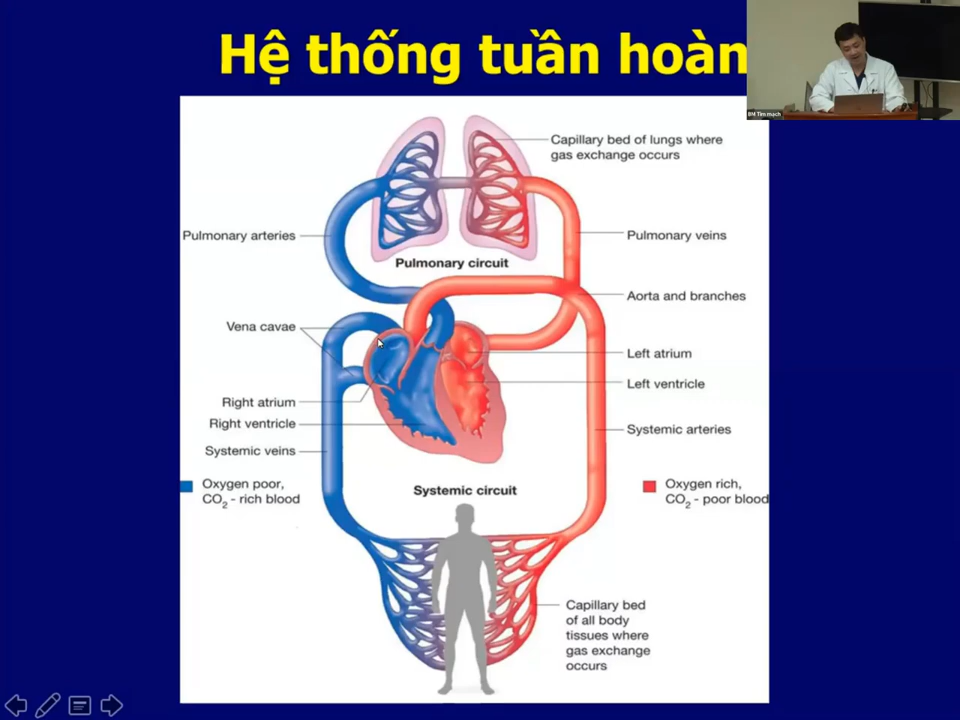 Hệ thống tuần hoàn
BM Tim mạch
Capillary bed of lungs where
gas exchange occurs
Pulmonary arteries
Pulmonary veins
Pulmonary circuit
Aorta and branches
Vena cavae
Left atrium
Left ventricle
Right atrium
Right ventricle
Systemic arteries
Systemic veins
Oxygen poor,
CO2 - rich blood
Systemic circuit
Oxygen rich,
CO2 - poor blood
Capillary bed
of all body
tissues where
gas exchange
occurs